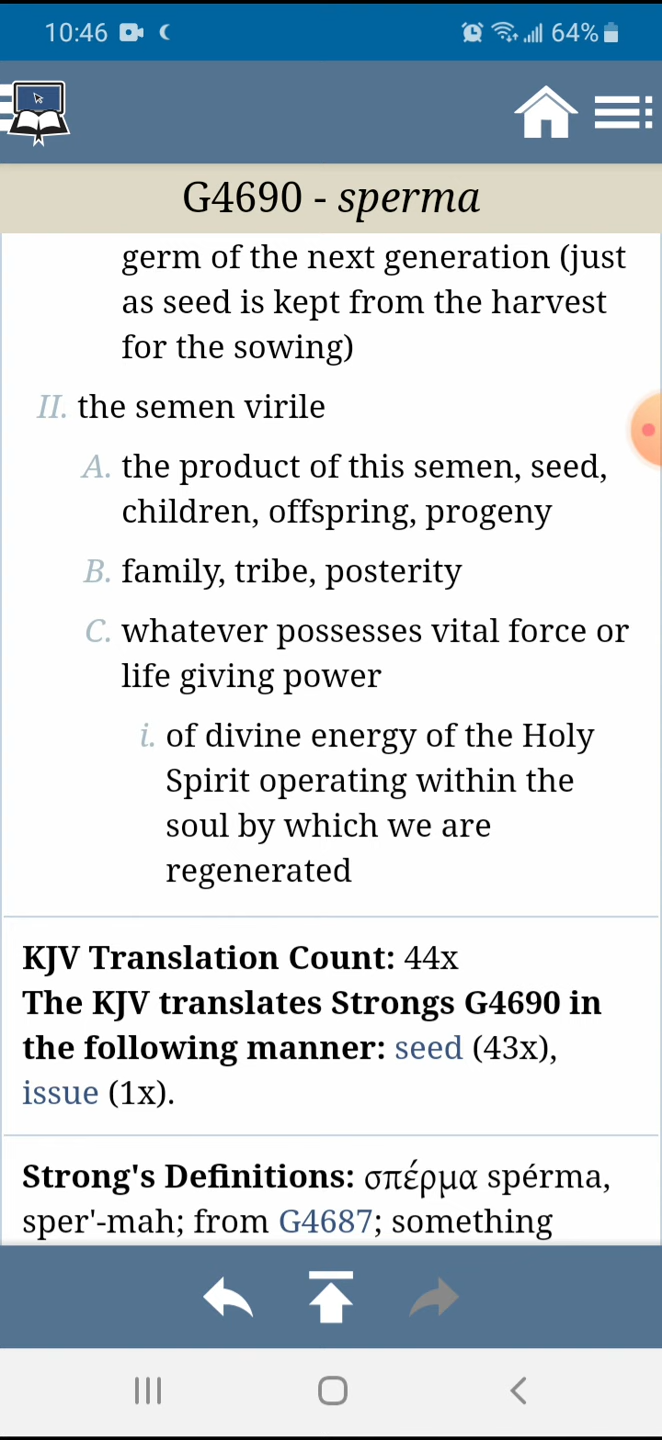 10:46 64%
G4690 - sperma
germ of the next generation (just
as seed is kept from the harvest
for the sowing)
II. the semen virile
A. the product of this semen, seed,
children, offspring, progeny
B. family, tribe, posterity
C. whatever possesses vital force or
life giving power
i. of divine energy of the Holy
Spirit operating within the
soul by which we are
regenerated
KJV Translation Count: 44x
The KJV translates Strongs G4690 in
the following manner: seed (43x),
issue (1x).
Strong's Definitions: σπέρμα spérma,
sper'-mah; from G4687; something